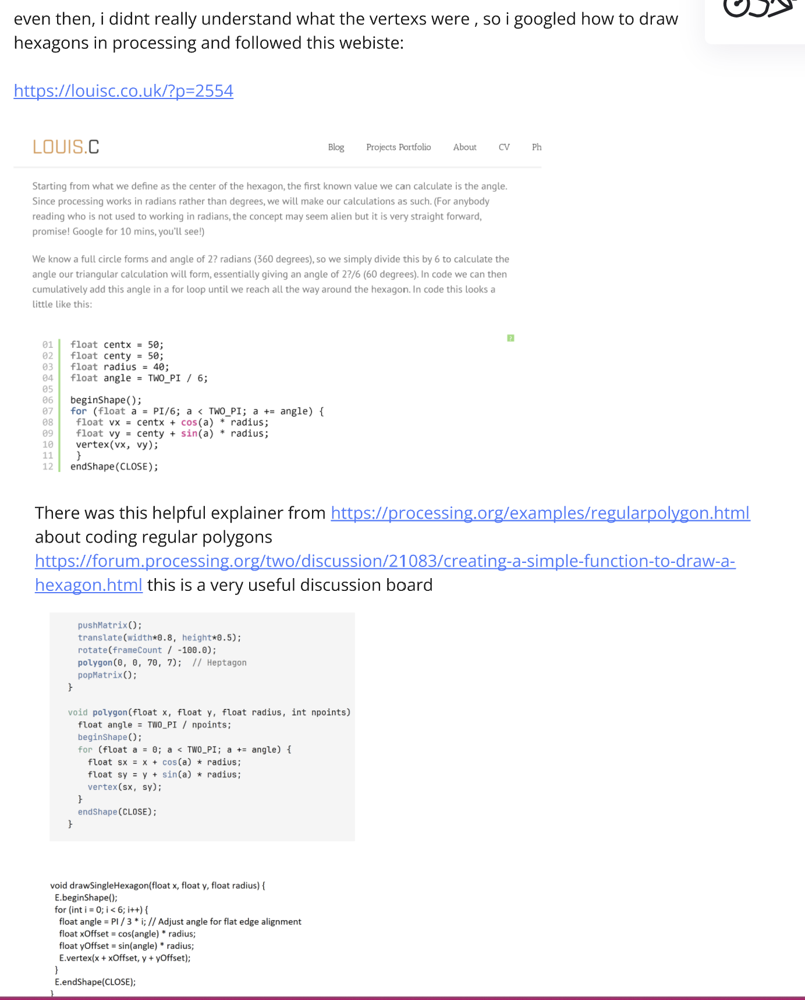 even then, i didnt really understand what the vertexs were , so i googled how to draw
hexagons in processing and followed this webiste:
https://louisc.co.uk/?p=2554
LOUIS.C
Blog Projects Portfolio About CV Ph
Starting from what we define as the center of the hexagon, the first known value we can calculate is the angle.
Since processing works in radians rather than degrees, we will make our calculations as such. (For anybody
reading who is not used to working in radians, the concept may seem alien but it is very straight forward,
promise! Google for 10 mins, you'll see!)
We know a full circle forms and angle of 2? radians (360 degrees), so we simply divide this by 6 to calculate the
angle our triangular calculation will form, essentially giving an angle of 2?/6 (60 degrees). In code we can then
cumulatively add this angle in a for loop until we reach all the way around the hexagon. In code this looks a
little like this:
?
01 float centx = 50;
02 float centy = 50;
03 float radius = 40;
04 float angle = TWO_PI / 6;
05
06 beginShape();
07 for (float a = PI/6; a < TWO_PI; a += angle) {
08 float vx = centx + cos(a) * radius;
09 float vy = centy + sin(a) * radius;
10 vertex(vx, vy);
11 }
12 endShape(CLOSE);
There was this helpful explainer from https://processing.org/examples/regularpolygon.html
about coding regular polygons
https://forum.processing.org/two/discussion/21083/creating-a-simple-function-to-draw-a-
hexagon.html this is a very useful discussion board
pushMatrix();
translate(width*0.8, height*0.5);
rotate(frameCount / -100.0);
polygon(0, 0, 70, 7); // Heptagon
popMatrix();
}
void polygon(float x, float y, float radius, int npoints)
float angle = TWO_PI / npoints;
beginShape();
for (float a = 0; a < TWO_PI; a += angle) {
float sx = x + cos(a) * radius;
float sy = y + sin(a) * radius;
vertex(sx, sy);
}
endShape(CLOSE);
}
void drawSingleHexagon(float x, float y, float radius) {
E.beginShape();
for (int i = 0; i < 6; i++) {
float angle = PI / 3 * i; // Adjust angle for flat edge alignment
float xOffset = cos(angle) * radius;
float yOffset = sin(angle) * radius;
E.vertex(x + xOffset, y + yOffset);
}
E.endShape(CLOSE);
}